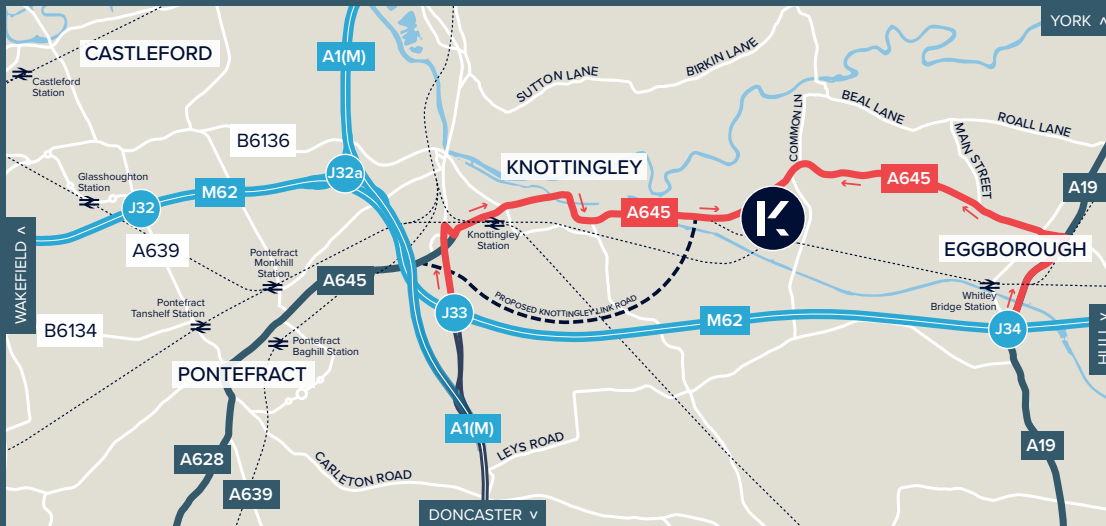 YORK >
A1(M)
CASTLEFORD
Castleford
Station
SUTTON LANE
BIRKIN LANE
COMMON LN
BEAL LANE
ROALL LANE
MAIN STREET
B6136
KNOTTINGLEY
J32a
Glasshoughton
Station
M62
J32
A645
A19
A645
K
WAKEFIELD >
A639
Knottingley
Station
EGGBOROUGH
Pontefract
Monkhill
Station
A645
PROPOSED KNOTTINGLEY LINK ROAD
Whitley
Bridge Station
Pontefract
Tanshelf Station
J33
M62
J34
HULL >
B6134
Pontefract
Baghill Station
PONTEFRACT
A1(M)
LEYS ROAD
A19
A628
CARLETON ROAD
A639
DONCASTER >